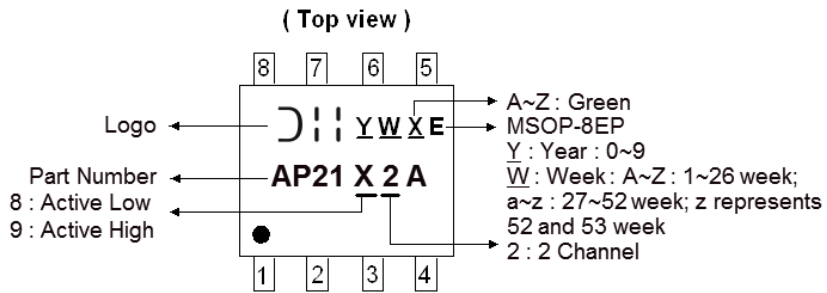 ( Top view )
8 7 6 5
Logo
Y W X E
A~Z : Green
MSOP-8EP
Y : Year : 0~9
W : Week : A~Z : 1~26 week;
a~z : 27~52 week; z represents
52 and 53 week
2 : 2 Channel
Part Number
AP21 X 2 A
8 : Active Low
9 : Active High
1 2 3 4